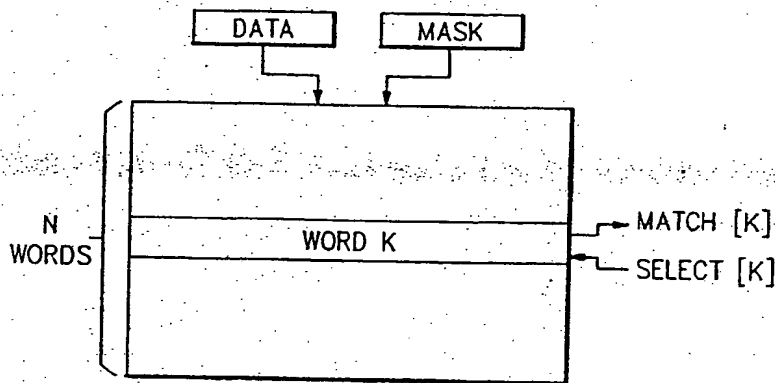 DATA
MASK
N
WORDS
WORD K
MATCH [K]
SELECT [K]